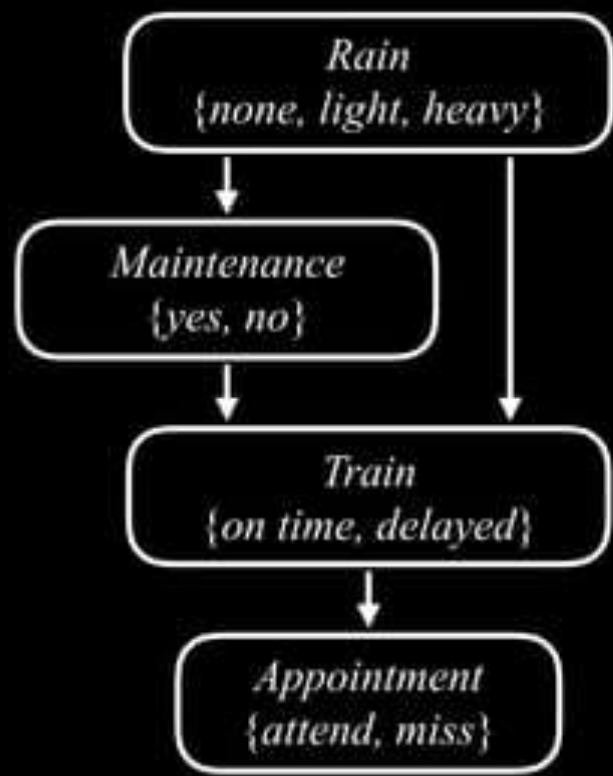 Rain
{none, light, heavy}
Maintenance
{yes, no}
Train
{on time, delayed}
Appointment
{attend, miss}